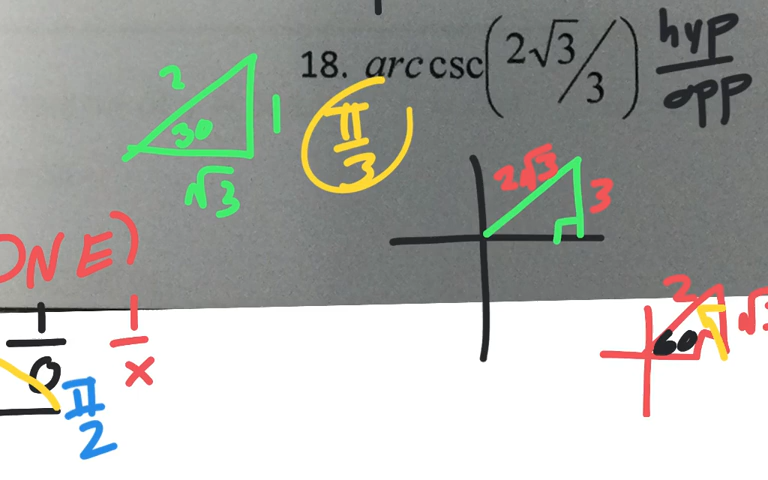 18. arc csc(2√3/3) hyp/opp
2
30
1
√3
π/3
2√3
3
ONE)
1/0
1/x
π/2
2
60
√3